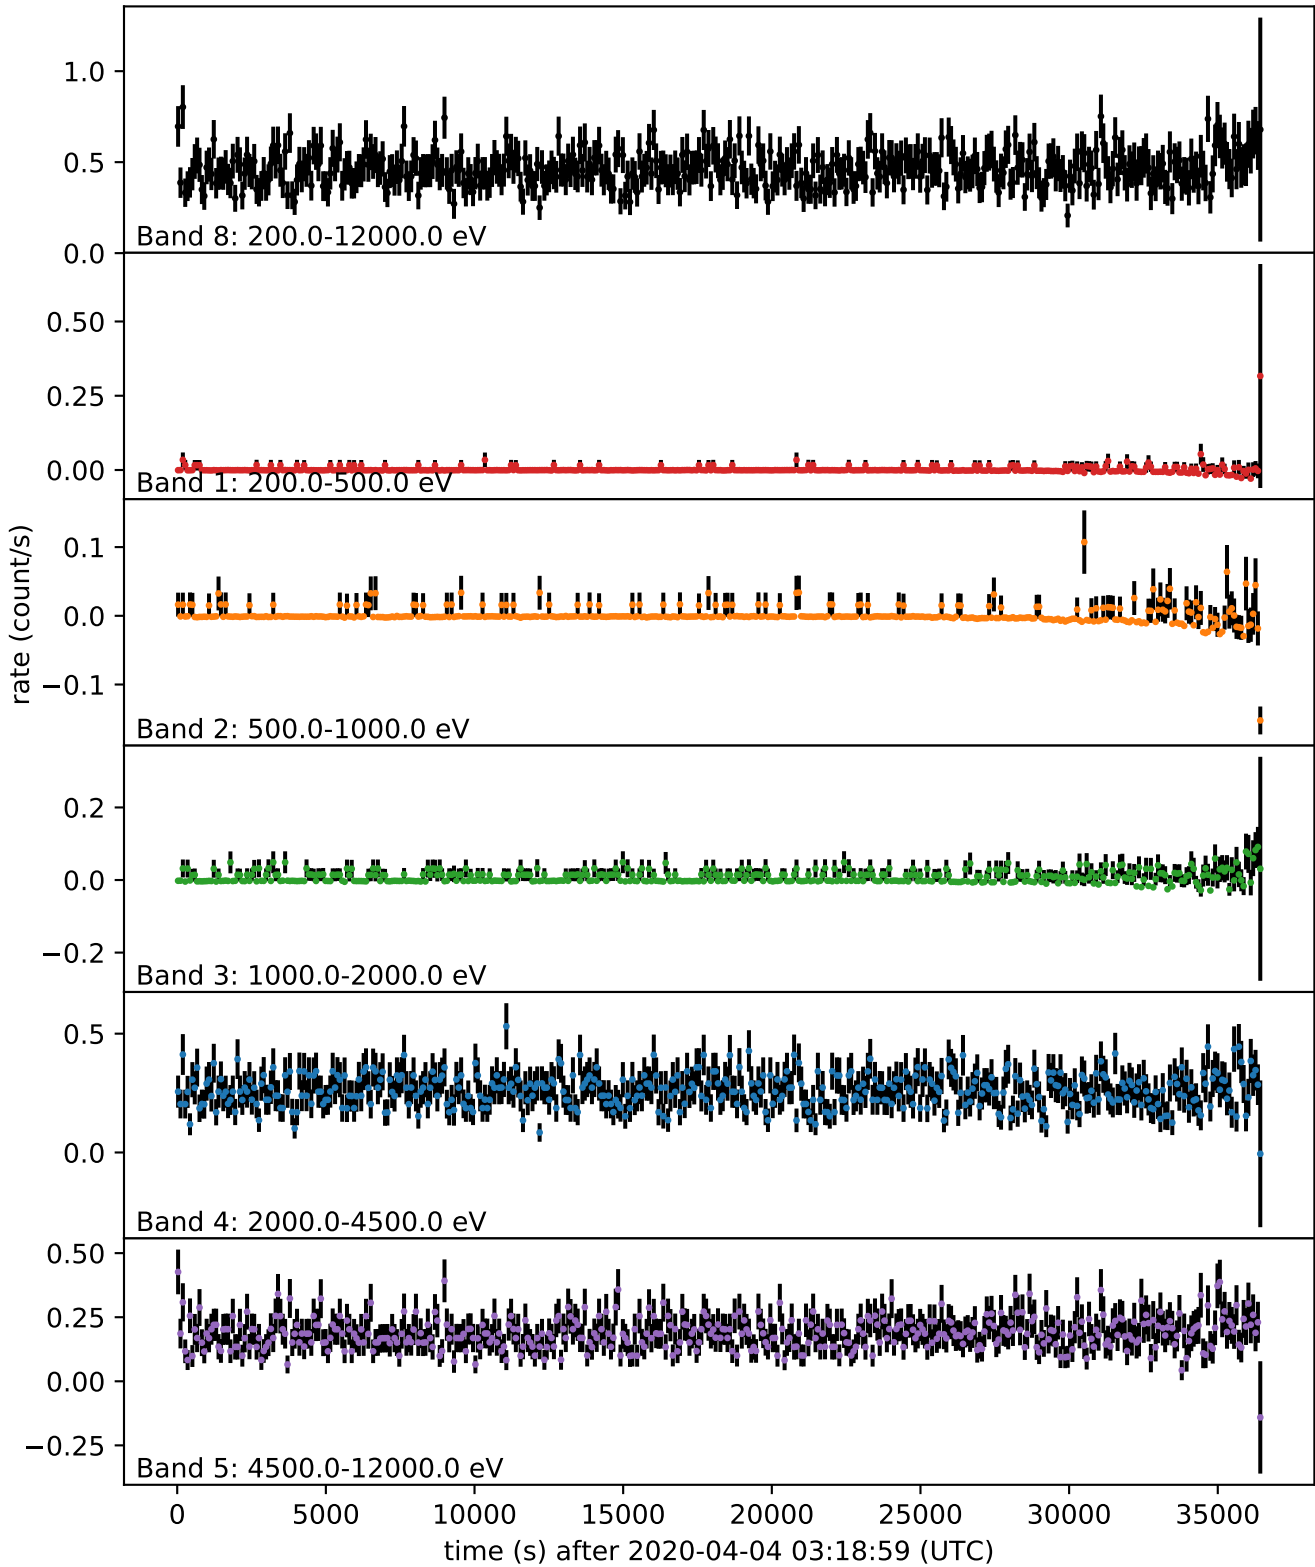 1.0
0.5
0.0
Band 8: 200.0-12000.0 eV
0.50
0.25
0.00
Band 1: 200.0-500.0 eV
0.1
0.0
−0.1
Band 2: 500.0-1000.0 eV
rate (count/s)
0.2
0.0
−0.2
Band 3: 1000.0-2000.0 eV
0.5
0.0
Band 4: 2000.0-4500.0 eV
0.50
0.25
0.00
−0.25
Band 5: 4500.0-12000.0 eV
0 5000 10000 15000 20000 25000 30000 35000
time (s) after 2020-04-04 03:18:59 (UTC)